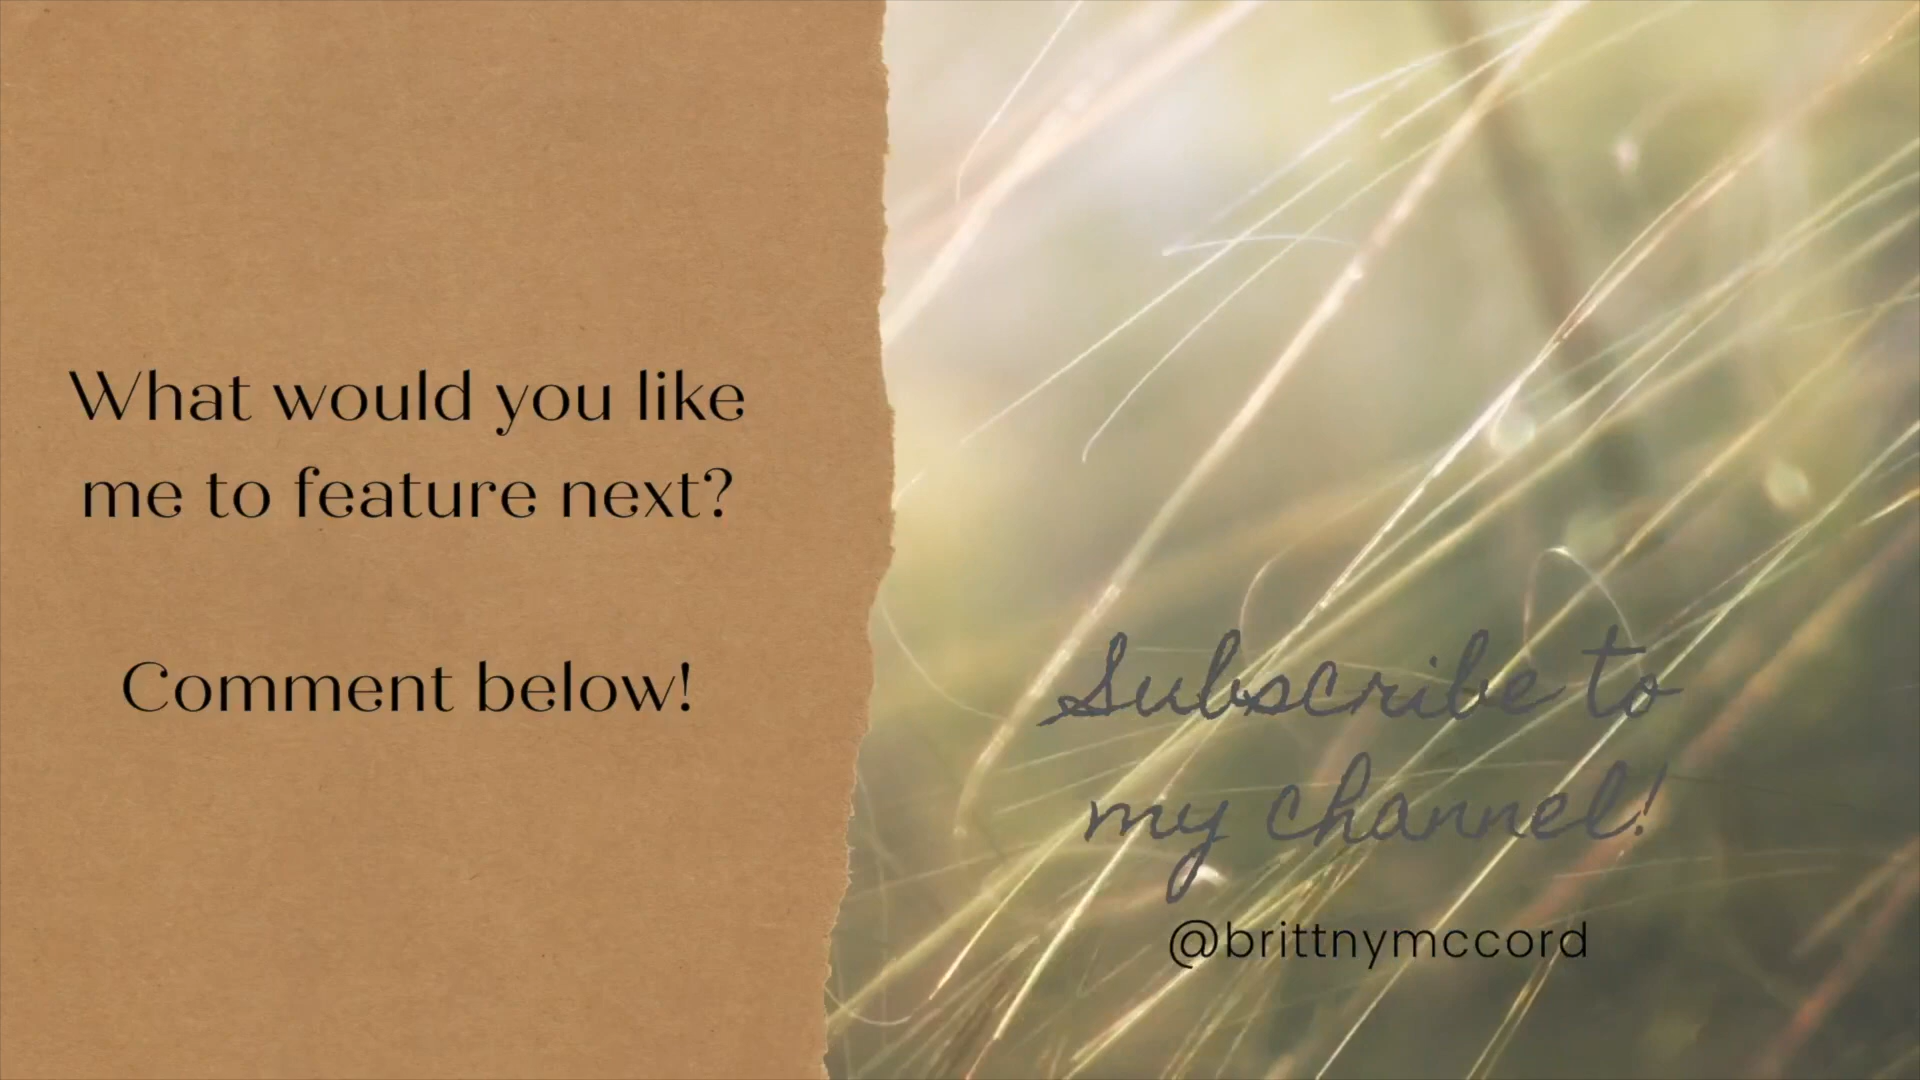 What would you like
me to feature next?
Comment below!
Subscribe to
my channel!
@brittnymccord